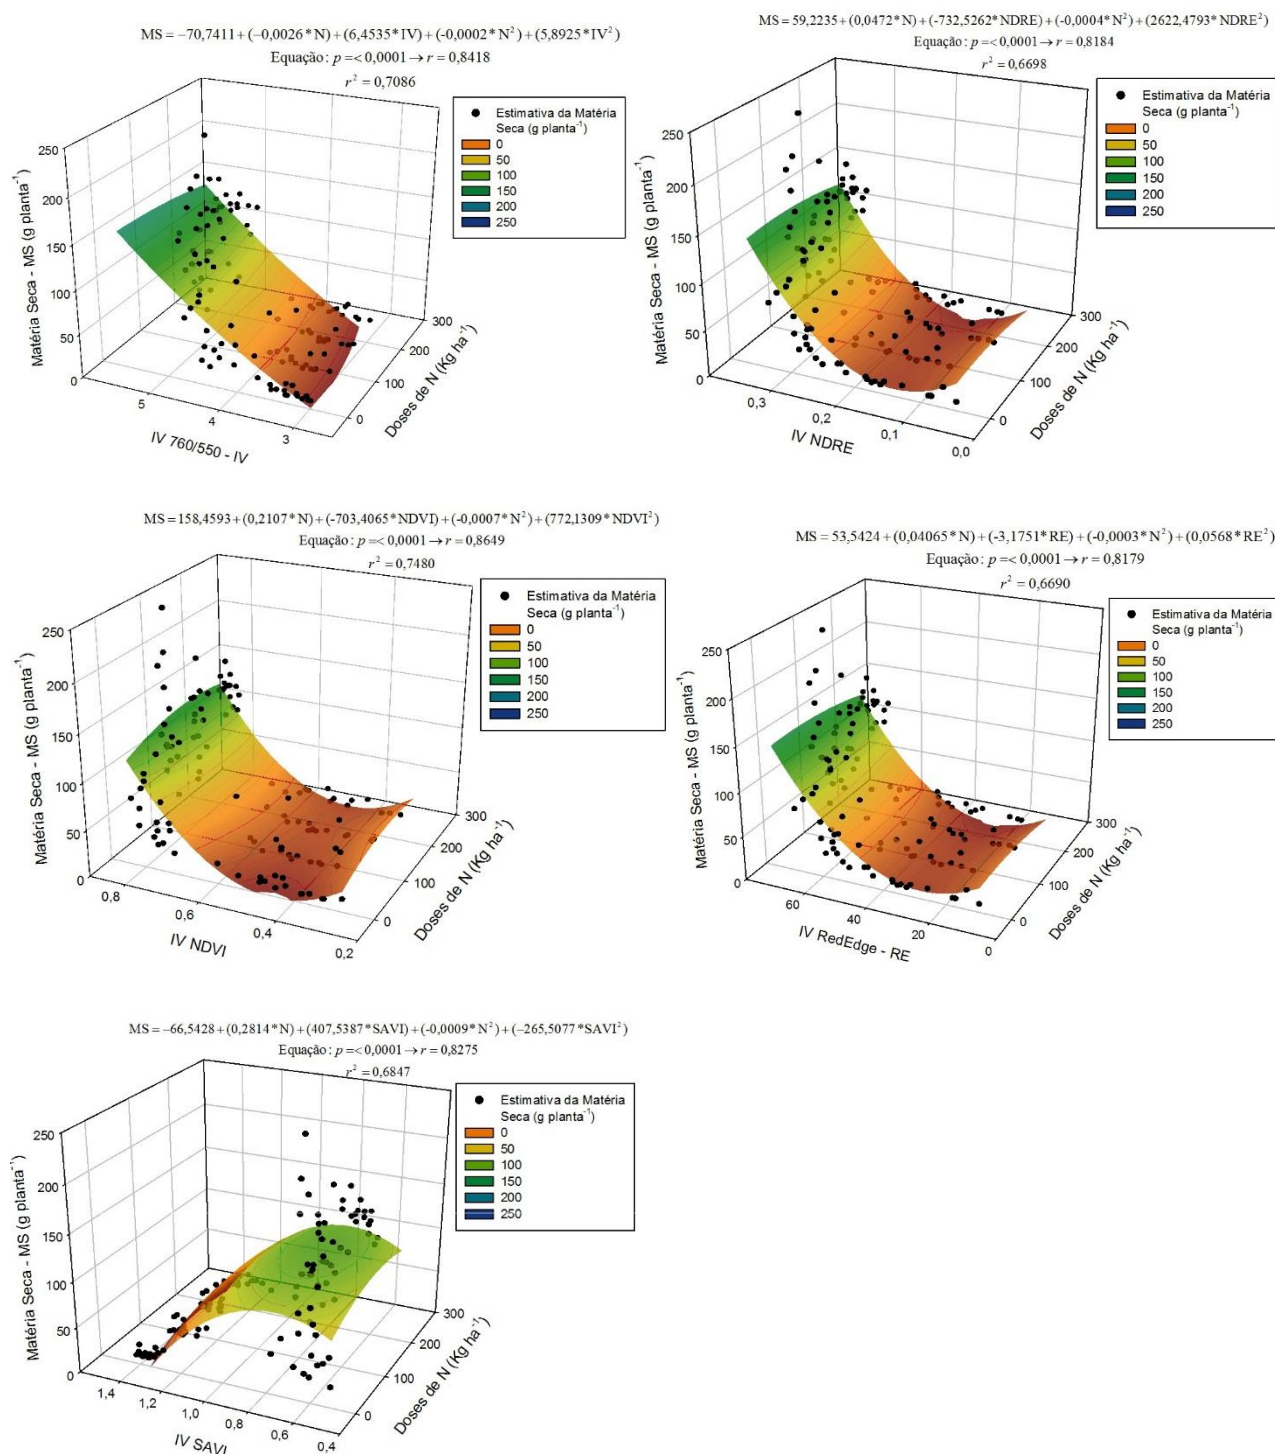 MS = −70,7411 + (−0,0026 * N) + (6,4535 * IV) + (-0,0002 * N²) + (5,8925 * IV²)
Equação : p =< 0,0001 → r = 0,8418
r² = 0,7086
Estimativa da Matéria
Seca (g planta⁻¹)
0
50
100
150
200
250
Matéria Seca - MS (g planta⁻¹)
250
200
150
100
50
0
5
4
3
IV 760/550 - IV
0
100
200
300
Doses de N (Kg ha⁻¹)
MS = 59,2235 + (0,0472 * N) + (-732,5262 * NDRE) + (-0,0004 * N²) + (2622,4793 * NDRE²)
Equação : p =< 0,0001 → r = 0,8184
r² = 0,6698
Estimativa da Matéria
Seca (g planta⁻¹)
0
50
100
150
200
250
Matéria Seca - MS (g planta⁻¹)
250
200
150
100
50
0
0,3
0,2
0,1
0,0
IV NDRE
0
100
200
300
Doses de N (Kg ha⁻¹)
MS = 158,4593 + (0,2107 * N) + (-703,4065 * NDVI) + (-0,0007 * N²) + (772,1309 * NDVI²)
Equação : p =< 0,0001 → r = 0,8649
r² = 0,7480
Estimativa da Matéria
Seca (g planta⁻¹)
0
50
100
150
200
250
Matéria Seca - MS (g planta⁻¹)
250
200
150
100
50
0
0,8
0,6
0,4
0,2
IV NDVI
0
100
200
300
Doses de N (Kg ha⁻¹)
MS = 53,5424 + (0,04065 * N) + (-3,1751 * RE) + (-0,0003 * N²) + (0,0568 * RE²)
Equação : p =< 0,0001 → r = 0,8179
r² = 0,6690
Estimativa da Matéria
Seca (g planta⁻¹)
0
50
100
150
200
250
Matéria Seca - MS (g planta⁻¹)
250
200
150
100
50
0
60
40
20
0
IV RedEdge - RE
0
100
200
300
Doses de N (Kg ha⁻¹)
MS = −66,5428 + (0,2814 * N) + (407,5387 * SAVI) + (-0,0009 * N²) + (−265,5077 * SAVI²)
Equação : p =< 0,0001 → r = 0,8275
r² = 0,6847
Estimativa da Matéria
Seca (g planta⁻¹)
0
50
100
150
200
250
Matéria Seca - MS (g planta⁻¹)
250
200
150
100
50
0
1,4
1,2
1,0
0,8
0,6
0,4
IV SAVI
0
100
200
300
Doses de N (Kg ha⁻¹)